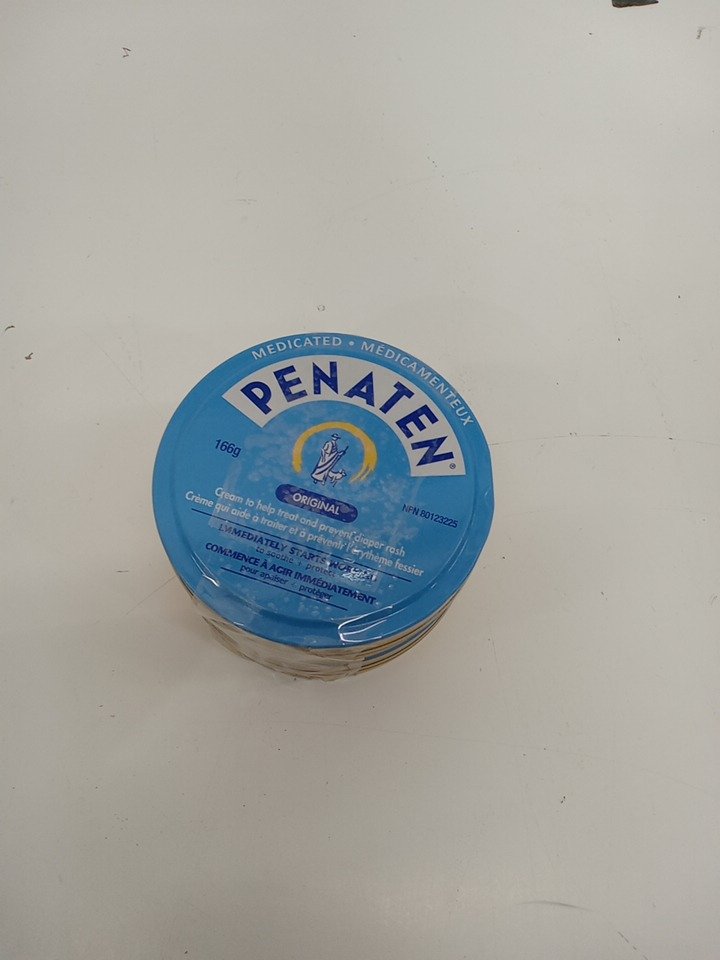 MEDICATED • MÉDICAMENTEUX
PENATEN®
166g
ORIGINAL
NPN 80123225
Cream to help treat and prevent diaper rash
Crème qui aide à traiter et à prévenir l'érythème fessier
IMMEDIATELY STARTS WORKING
to soothe + protect
COMMENCE À AGIR IMMÉDIATEMENT
pour apaiser + protéger